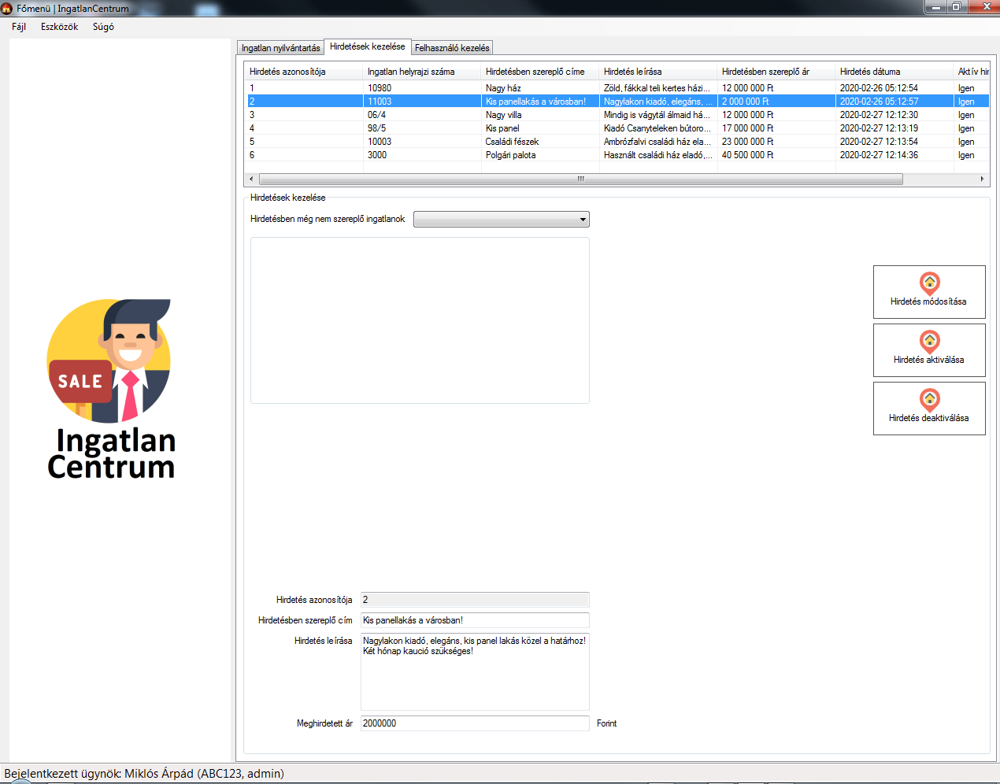 Főmenü | IngatlanCentrum
Fájl Eszközök Súgó
Ingatlan nyilvántartás Hirdetések kezelése Felhasználó kezelés
Hirdetés azonosítója Ingatlan helyrajzi száma Hirdetésben szereplő címe Hirdetés leírása Hirdetésben szereplő ár Hirdetés dátuma Aktív hir
1 10980 Nagy ház Zöld, fákkal teli kertes házi... 12 000 000 Ft 2020-02-26 05:12:54 Igen
2 11003 Kis panellakás a városban! Nagylakon kiadó, elegáns, ... 2 000 000 Ft 2020-02-26 05:12:57 Igen
3 06/4 Nagy villa Mindig is vágytál álmaid há... 12 000 000 Ft 2020-02-27 12:12:30 Igen
4 98/5 Kis panel Kiadó Csanyteleken bútoro... 17 000 000 Ft 2020-02-27 12:13:19 Igen
5 10003 Családi fészek Ambrózfalvi családi ház ela... 23 000 000 Ft 2020-02-27 12:13:54 Igen
6 3000 Polgári palota Használt családi ház eladó,... 40 500 000 Ft 2020-02-27 12:14:36 Igen
Hirdetések kezelése
Hirdetésben még nem szereplő ingatlanok
Hirdetés módosítása
Hirdetés aktiválása
Hirdetés deaktiválása
SALE
Ingatlan
Centrum
Hirdetés azonosítója 2
Hirdetésben szereplő cím Kis panellakás a városban!
Hirdetés leírása Nagylakon kiadó, elegáns, kis panel lakás közel a határhoz!
Két hónap kaució szükséges!
Meghirdetett ár 2000000 Forint
Bejelentkezett ügynök: Miklós Árpád (ABC123, admin)